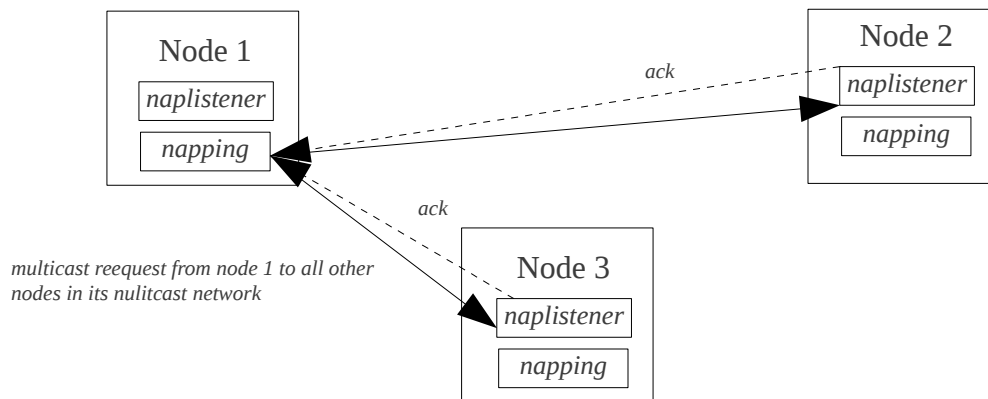 Node 1
naplistener
napping
ack
Node 2
naplistener
napping
ack
multicast reequest from node 1 to all other
nodes in its nulitcast network
Node 3
naplistener
napping